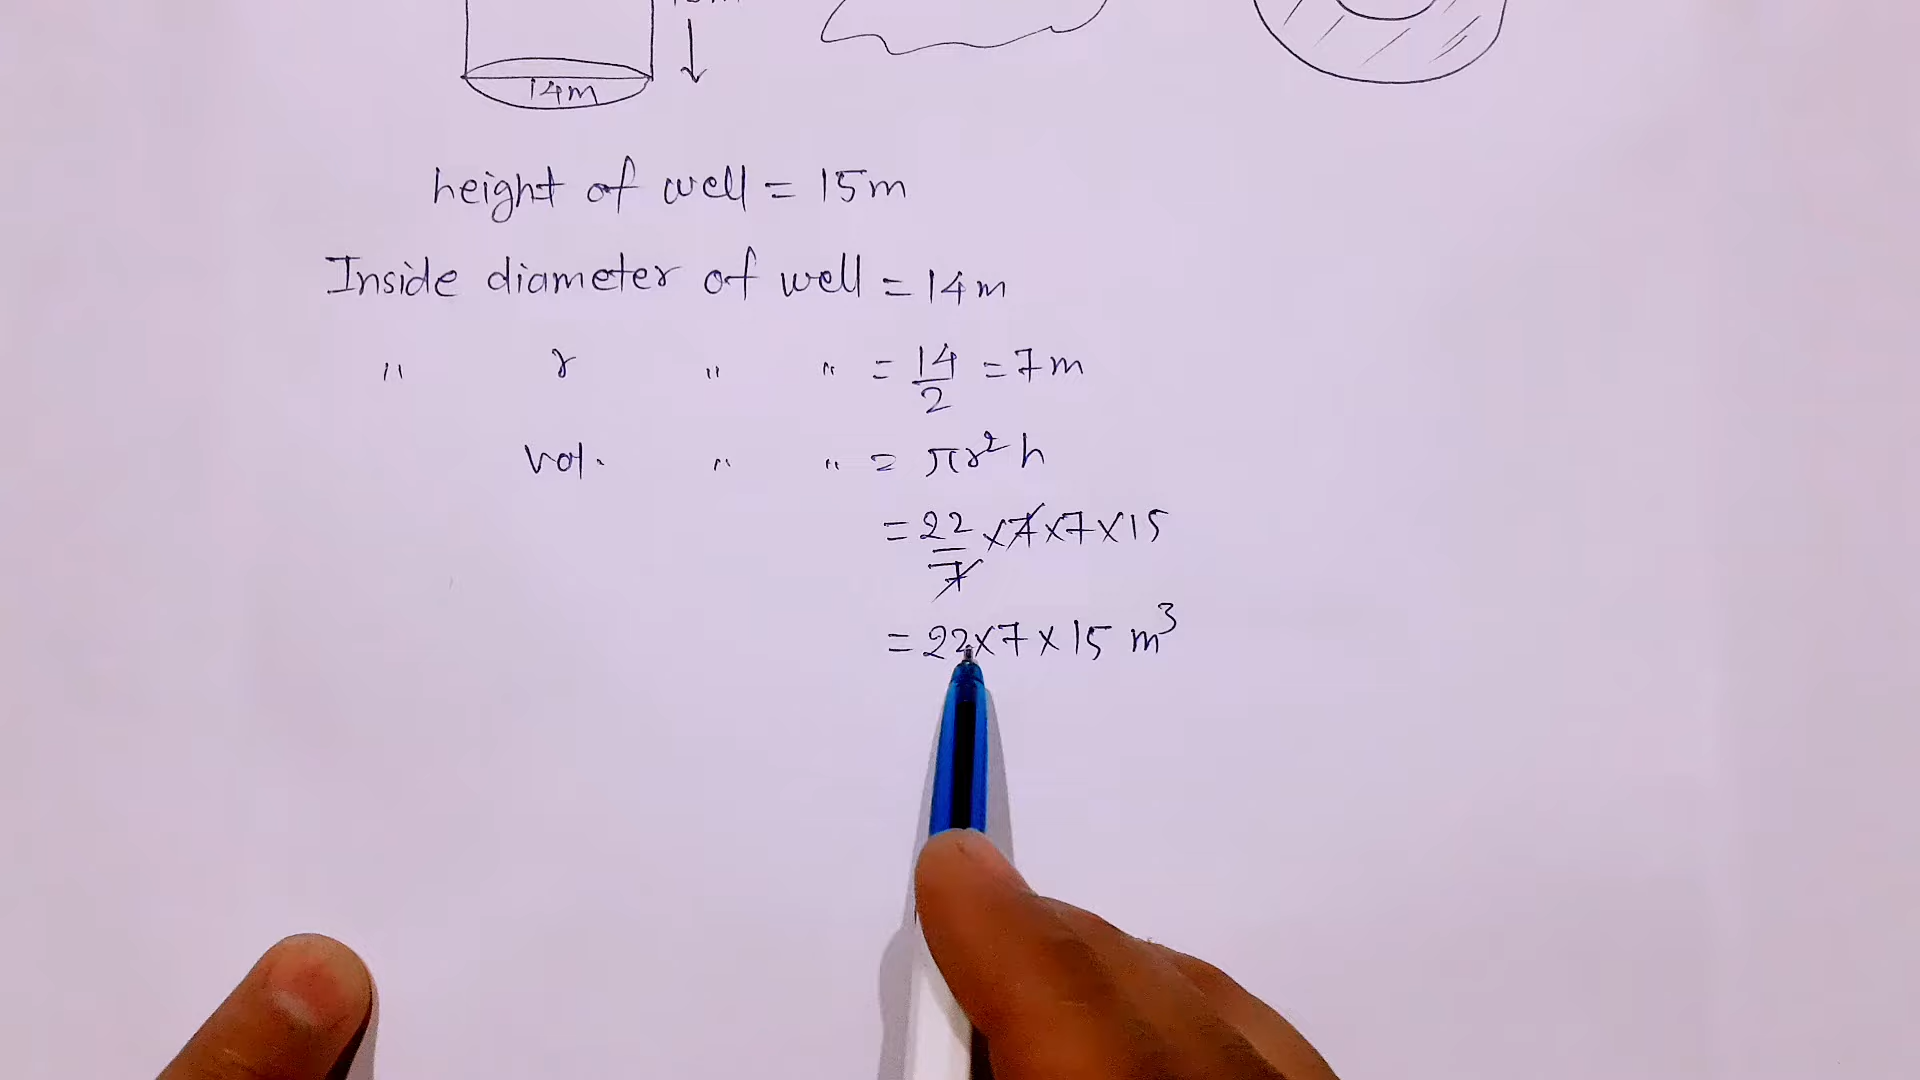 14m
height of well = 15m
Inside diameter of well = 14m
" r " " = 14/2 = 7m
Vol. " " = πr²h
= 22/7 × 7 × 7 × 15
= 22 × 7 × 15 m³